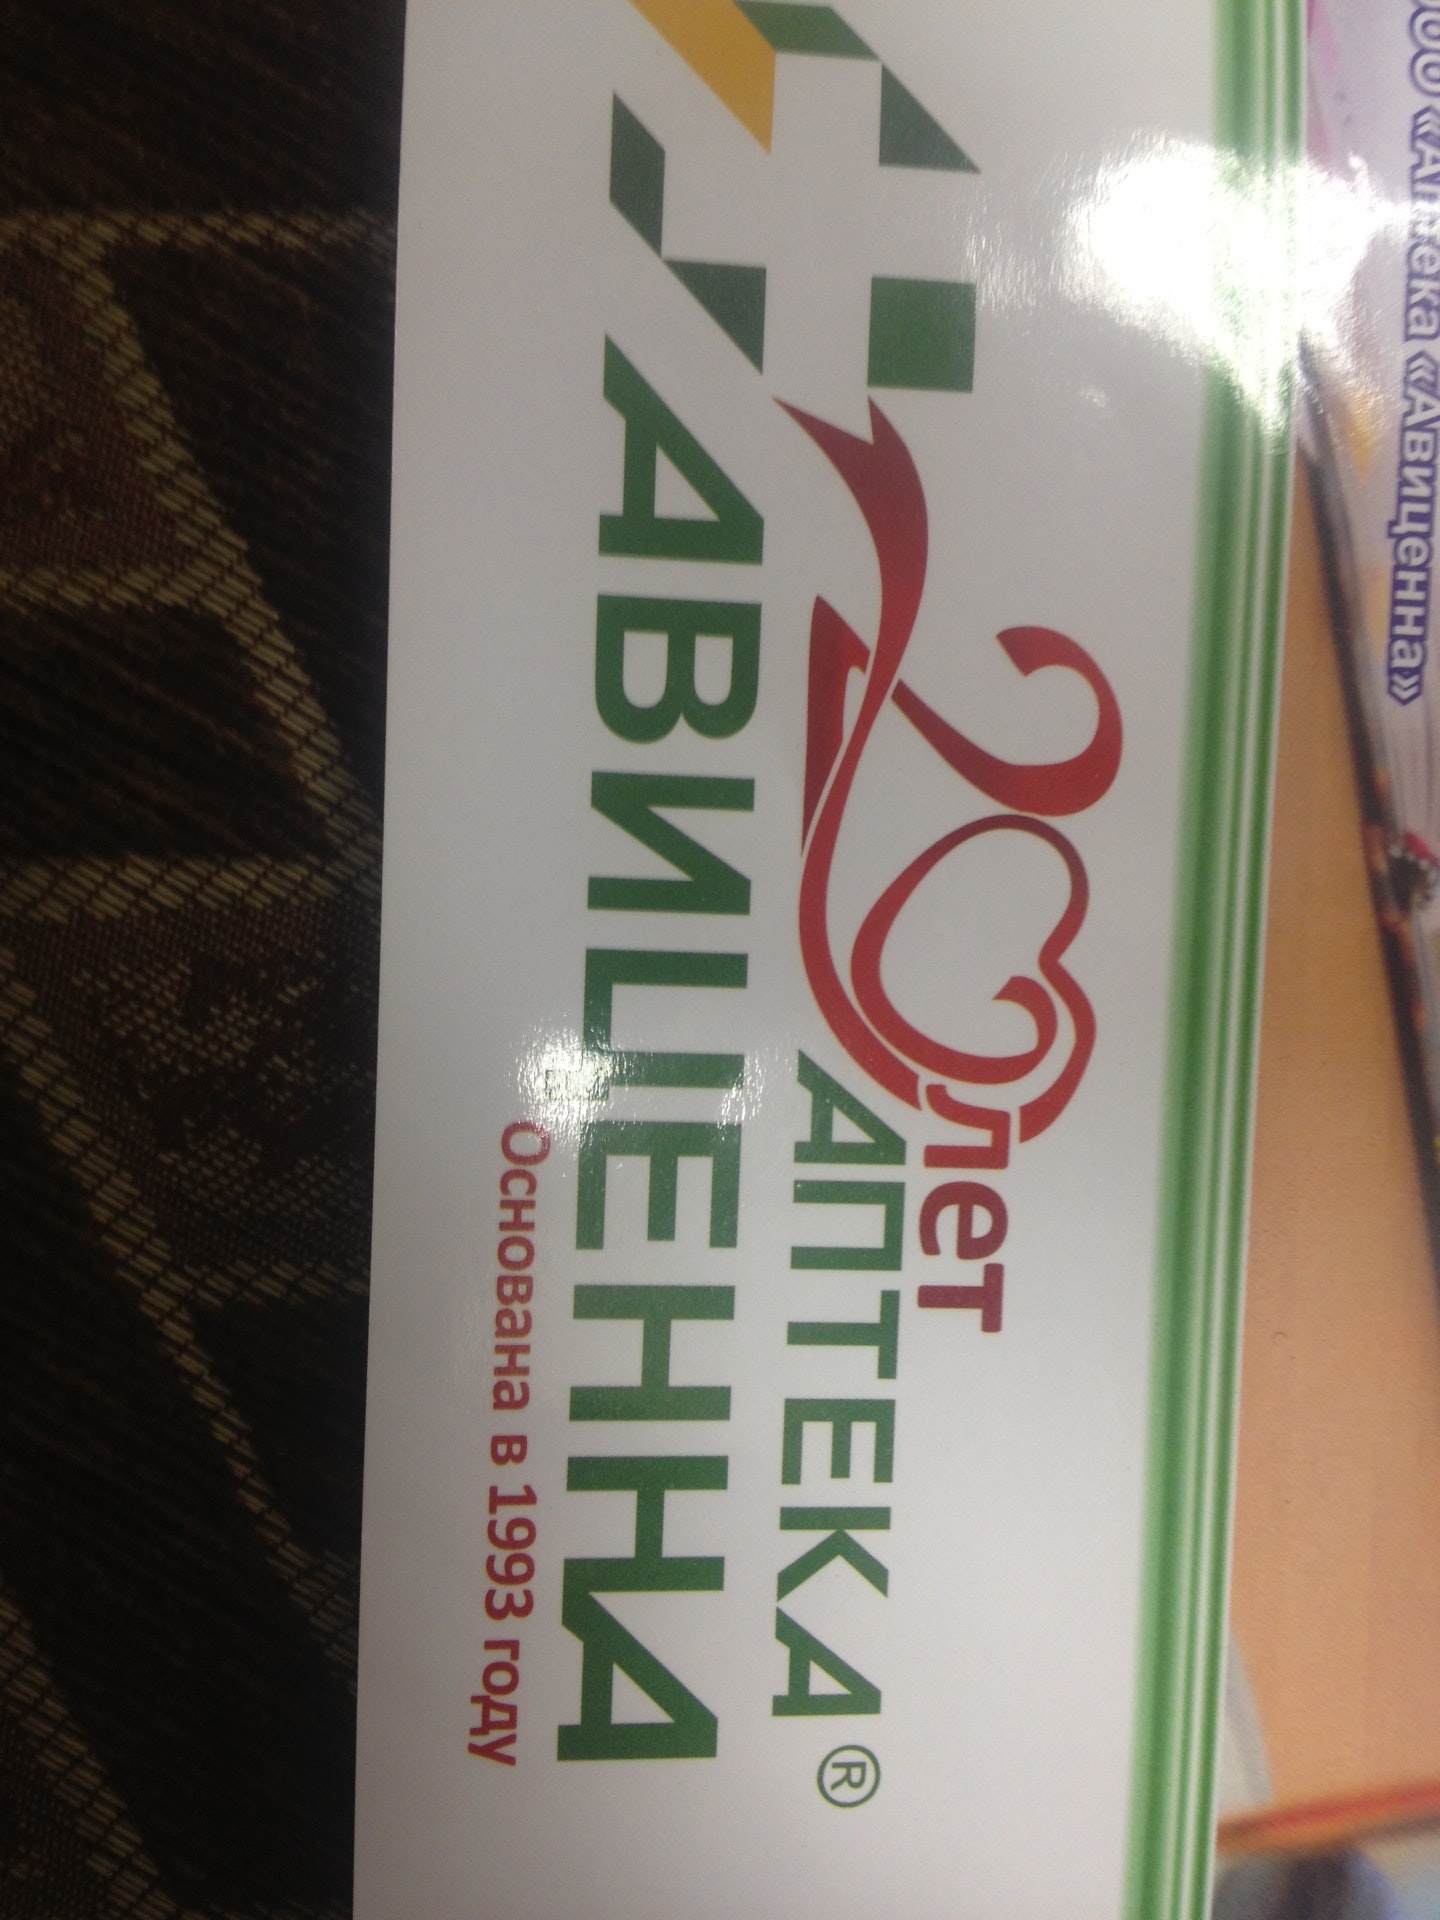 ООО «Аптека «Авиценна»
20 лет
АПТЕКА®
АВИЦЕННА
Основана в 1993 году